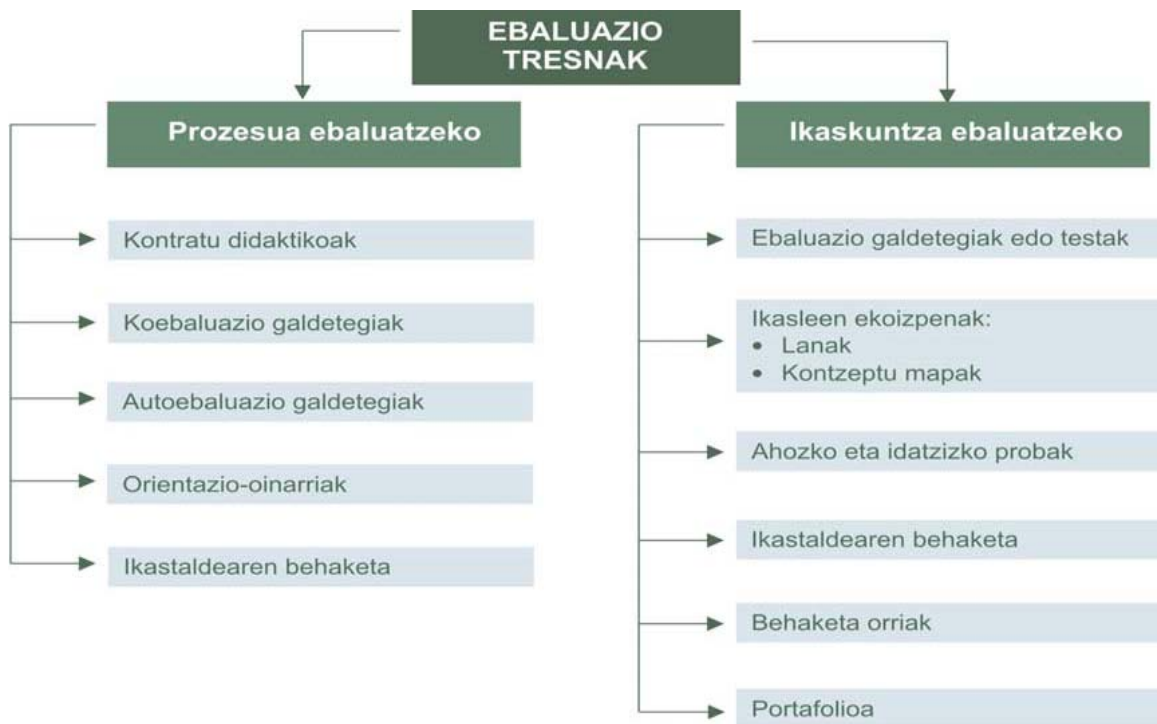 EBALUAZIO
TRESNAK
Prozesua ebaluatzeko
Kontratu didaktikoak
Koebaluazio galdetegiak
Autoebaluazio galdetegiak
Orientazio-oinarriak
Ikastaldearen behaketa
Ikaskuntza ebaluatzeko
Ebaluazio galdetegiak edo testak
Ikasleen ekoizpenak:
• Lanak
• Kontzeptu mapak
Ahozko eta idatzizko probak
Ikastaldearen behaketa
Behaketa orriak
Portafolioa